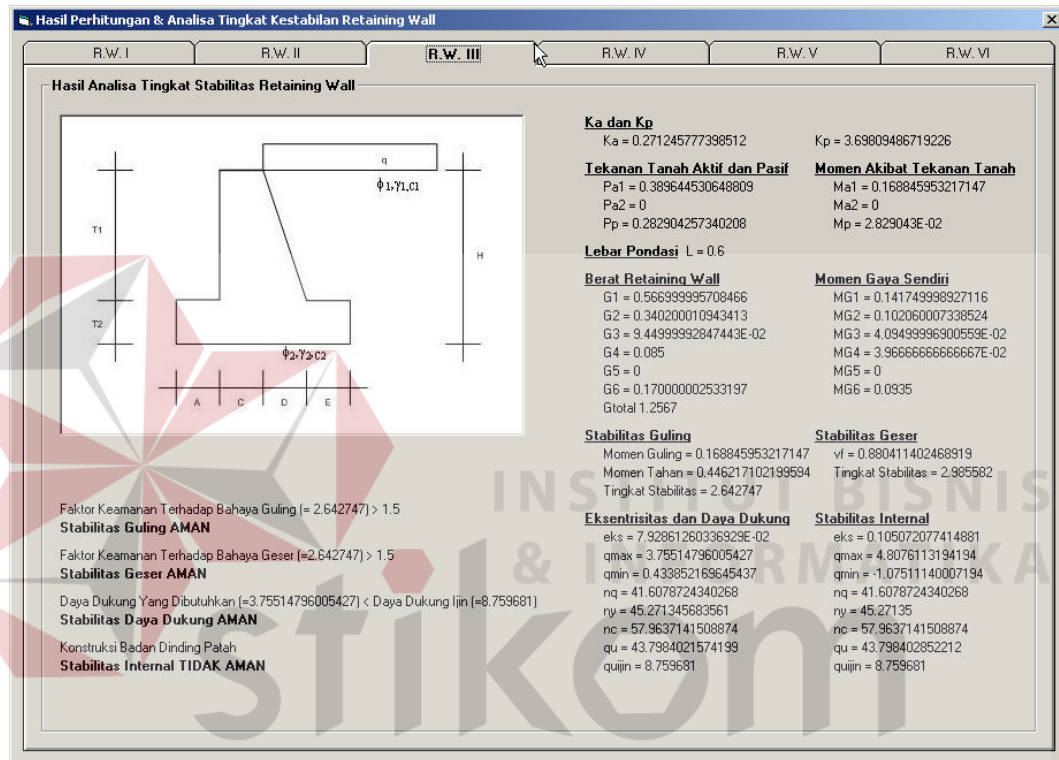 Hasil Perhitungan & Analisa Tingkat Kestabilan Retaining Wall
R.W. I
R.W. II
R.W. III
R.W. IV
R.W. V
R.W. VI
Hasil Analisa Tingkat Stabilitas Retaining Wall
q
ϕ1,γ1,C1
T1
H
T2
ϕ2,γ2,C2
A C D E
Faktor Keamanan Terhadap Bahaya Guling (= 2.642747) > 1.5
Stabilitas Guling AMAN
Faktor Keamanan Terhadap Bahaya Geser (=2.642747) > 1.5
Stabilitas Geser AMAN
Daya Dukung Yang Dibutuhkan (=3.75514796005427) < Daya Dukung Ijin (=8.759681)
Stabilitas Daya Dukung AMAN
Konstruksi Badan Dinding Patah
Stabilitas Internal TIDAK AMAN
Ka dan Kp
Ka = 0.271245777398512
Kp = 3.69809486719226
Tekanan Tanah Aktif dan Pasif
Pa1 = 0.389644530648809
Pa2 = 0
Pp = 0.282904257340208
Momen Akibat Tekanan Tanah
Ma1 = 0.168845953217147
Ma2 = 0
Mp = 2.829043E-02
Lebar Pondasi L = 0.6
Berat Retaining Wall
G1 = 0.566999995708466
G2 = 0.340200010943413
G3 = 9.44999992847443E-02
G4 = 0.085
G5 = 0
G6 = 0.170000002533197
Gtotal 1.2567
Momen Gaya Sendiri
MG1 = 0.141749998927116
MG2 = 0.102060007338524
MG3 = 4.09499996900559E-02
MG4 = 3.96666666666667E-02
MG5 = 0
MG6 = 0.0935
Stabilitas Guling
Momen Guling = 0.168845953217147
Momen Tahan = 0.446217102199594
Tingkat Stabilitas = 2.642747
Stabilitas Geser
vf = 0.880411402468919
Tingkat Stabilitas = 2.985582
Eksentrisitas dan Daya Dukung
eks = 7.92861260336929E-02
qmax = 3.75514796005427
qmin = 0.433852169645437
nq = 41.6078724340268
ny = 45.271345683561
nc = 57.9637141508874
qu = 43.7984021574199
quijin = 8.759681
Stabilitas Internal
eks = 0.105072077414881
qmax = 4.8076113194194
qmin = -1.07511140007194
nq = 41.6078724340268
ny = 45.27135
nc = 57.9637141508874
qu = 43.798402852212
quijin = 8.759681
INSTITUT BISNIS
& INFORMATIKA
stikom